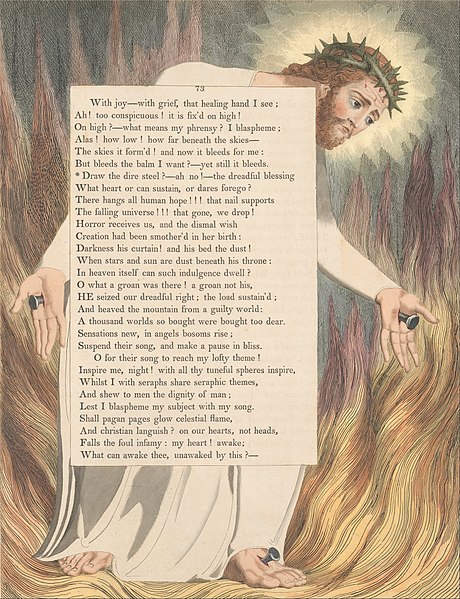 73
With joy—with grief, that healing hand I see;
Ah! too conspicuous! it is fix'd on high!
On high?—what means my phrensy? I blaspheme;
Alas! how low! how far beneath the skies—
The skies it form'd! and now it bleeds for me:
But bleeds the balm I want?—yet still it bleeds.
* Draw the dire steel?—ah no!—the dreadful blessing
What heart or can sustain, or dares forego?
There hangs all human hope!!! that nail supports
The falling universe!!! that gone, we drop!
Horror receives us, and the dismal wish
Creation had been smother'd in her birth:
Darkness his curtain! and his bed the dust!
When stars and sun are dust beneath his throne:
In heaven itself can such indulgence dwell?
O what a groan was there! a groan not his,
HE seized our dreadful right; the load sustain'd;
And heaved the mountain from a guilty world:
A thousand worlds so bought were bought too dear.
Sensations new, in angels bosoms rise;
Suspend their song, and make a pause in bliss.
O for their song to reach my lofty theme!
Inspire me, night! with all thy tuneful spheres inspire,
Whilst I with seraphs share seraphic themes,
And shew to men the dignity of man;
Lest I blaspheme my subject with my song.
Shall pagan pages glow celestial flame,
And christian languish? on our hearts, not heads,
Falls the foul infamy: my heart! awake;
What can awake thee, unawaked by this?—